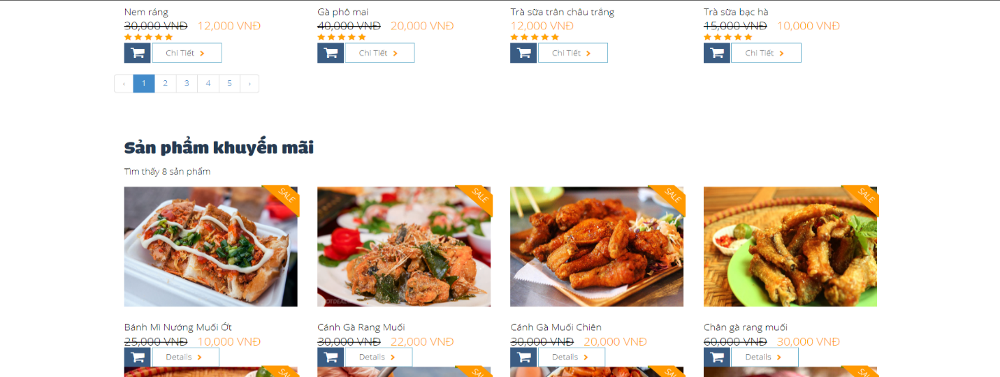 Nem ráng
30,000 VNĐ 12,000 VNĐ
Chi Tiết
Gà phô mai
40,000 VNĐ 20,000 VNĐ
Chi Tiết
Trà sữa trân châu trắng
12,000 VNĐ
Chi Tiết
Trà sữa bạc hà
15,000 VNĐ 10,000 VNĐ
Chi Tiết
‹ 1 2 3 4 5 ›
Sản phẩm khuyến mãi
Tìm thấy 8 sản phẩm
SALE
Bánh Mì Nướng Muối Ớt
25,000 VNĐ 10,000 VNĐ
Details
SALE
Cánh Gà Rang Muối
30,000 VNĐ 22,000 VNĐ
Details
SALE
Cánh Gà Muối Chiên
30,000 VNĐ 20,000 VNĐ
Details
SALE
Chân gà rang muối
60,000 VNĐ 30,000 VNĐ
Details
SALE
SALE
SALE
SALE